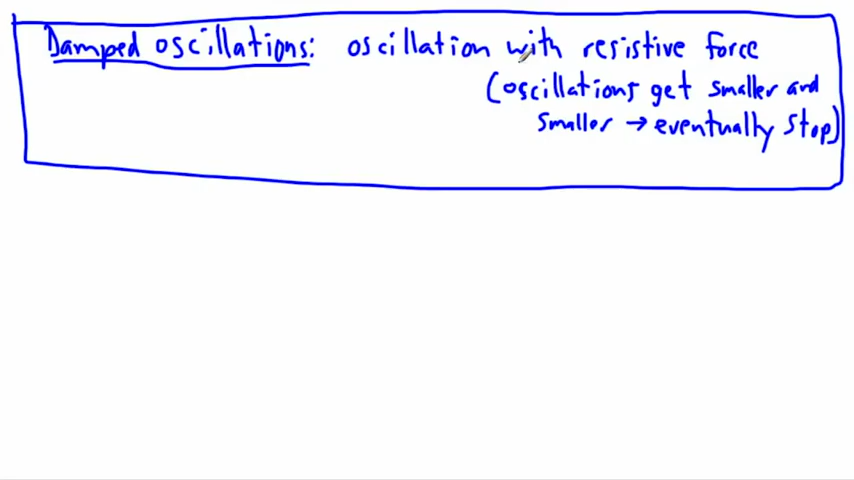 Damped oscillations: oscillation with resistive force
(oscillations get smaller and
smaller → eventually stop)